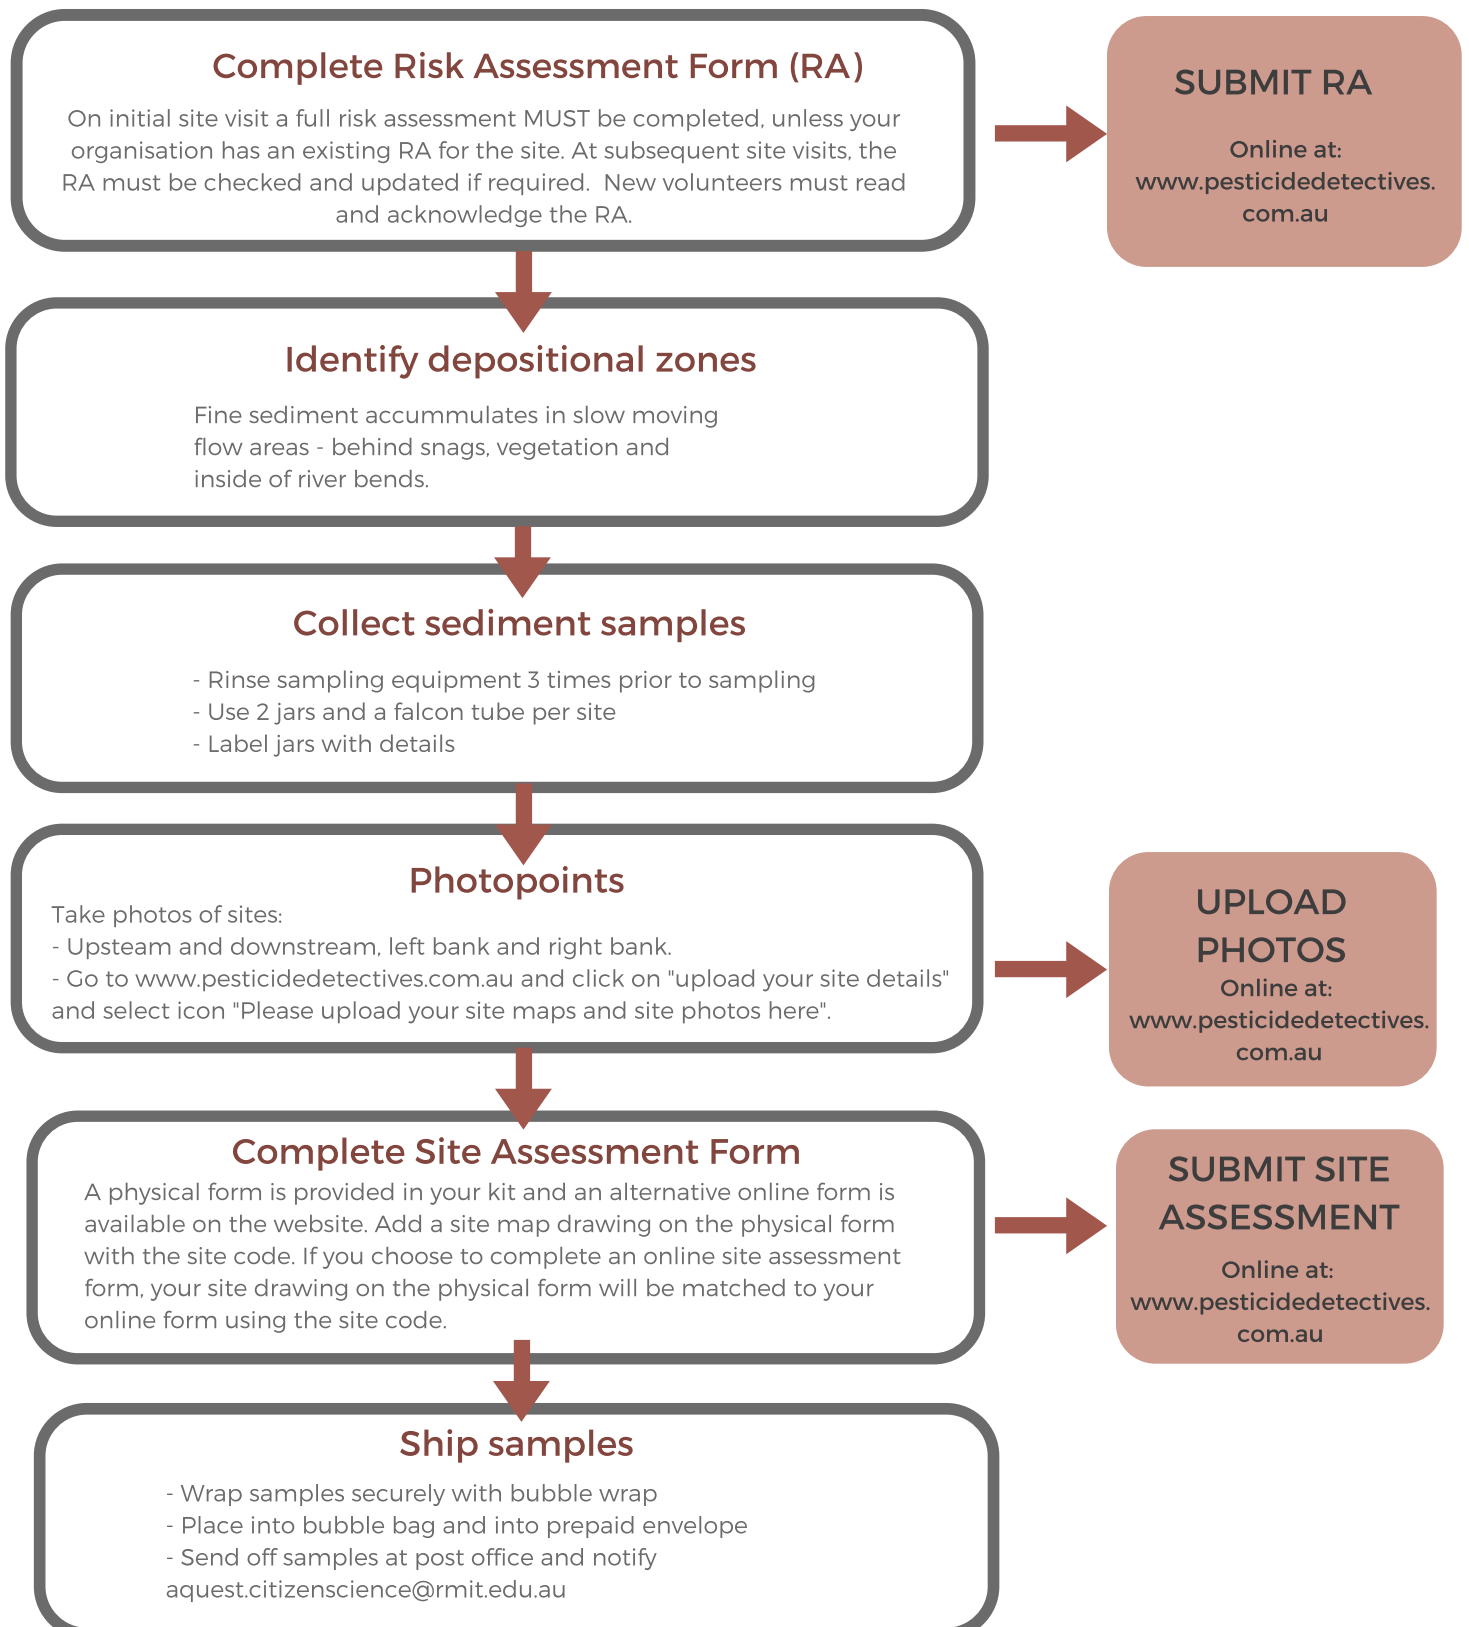 Complete Risk Assessment Form (RA)
On initial site visit a full risk assessment MUST be completed, unless your
organisation has an existing RA for the site. At subsequent site visits, the
RA must be checked and updated if required.  New volunteers must read
and acknowledge the RA.
SUBMIT RA
Online at:
www.pesticidedetectives.
com.au
Identify depositional zones
Fine sediment accummulates in slow moving
flow areas - behind snags, vegetation and
inside of river bends.
Collect sediment samples
- Rinse sampling equipment 3 times prior to sampling
- Use 2 jars and a falcon tube per site
- Label jars with details
Photopoints
Take photos of sites:
- Upsteam and downstream, left bank and right bank.
- Go to www.pesticidedetectives.com.au and click on "upload your site details"
and select icon "Please upload your site maps and site photos here".
UPLOAD
PHOTOS
Online at:
www.pesticidedetectives.
com.au
Complete Site Assessment Form
A physical form is provided in your kit and an alternative online form is
available on the website. Add a site map drawing on the physical form
with the site code. If you choose to complete an online site assessment
form, your site drawing on the physical form will be matched to your
online form using the site code.
SUBMIT SITE
ASSESSMENT
Online at:
www.pesticidedetectives.
com.au
Ship samples
- Wrap samples securely with bubble wrap
- Place into bubble bag and into prepaid envelope
- Send off samples at post office and notify
aquest.citizenscience@rmit.edu.au